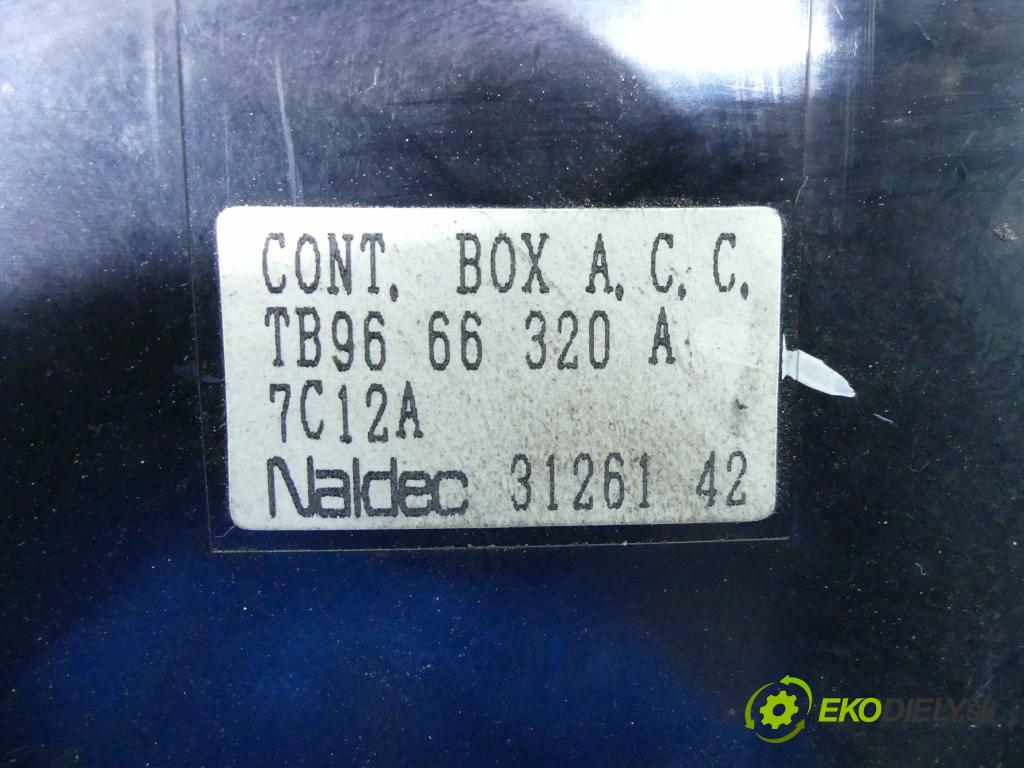 CONT. BOX A. C. C.
TB96 66 320 A
7C12A
Naldec 31261 42
EKODIELY.sk